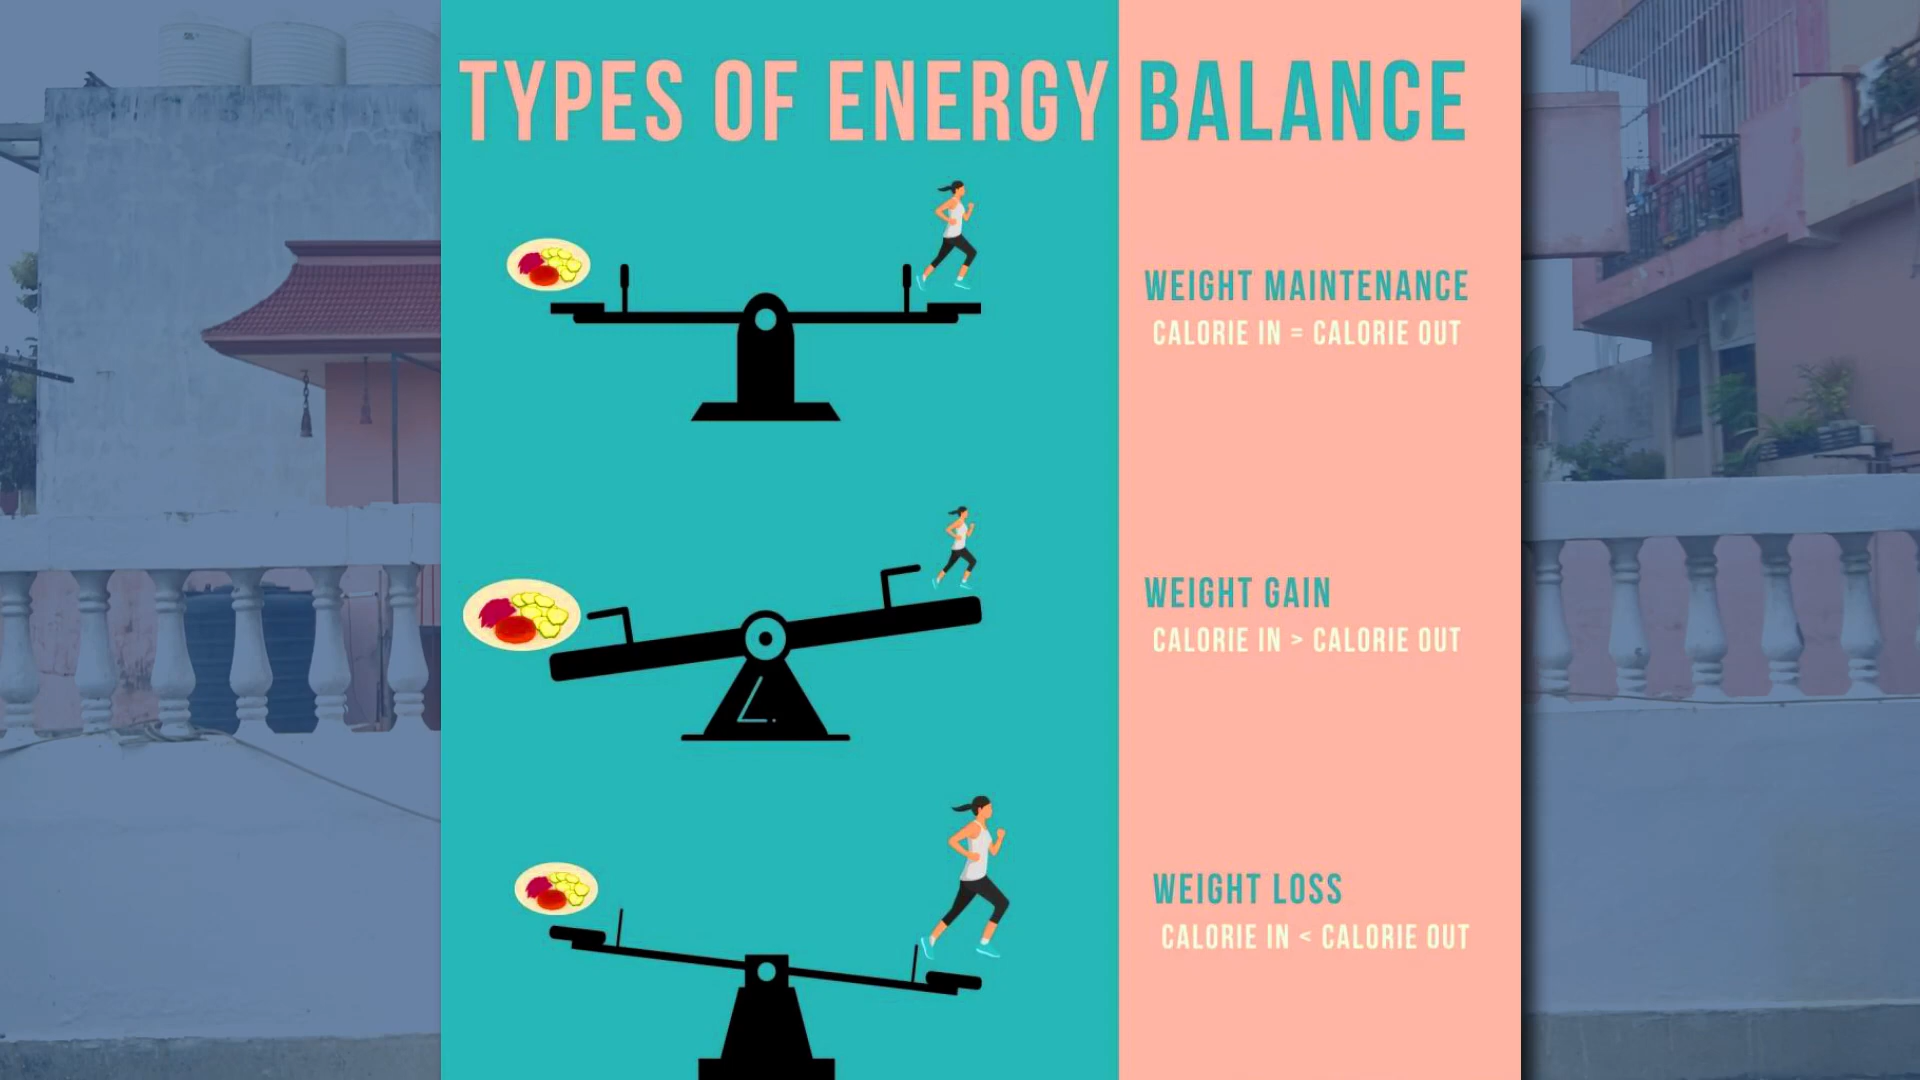 TYPES OF ENERGY BALANCE
WEIGHT MAINTENANCE
CALORIE IN = CALORIE OUT
WEIGHT GAIN
CALORIE IN > CALORIE OUT
WEIGHT LOSS
CALORIE IN < CALORIE OUT